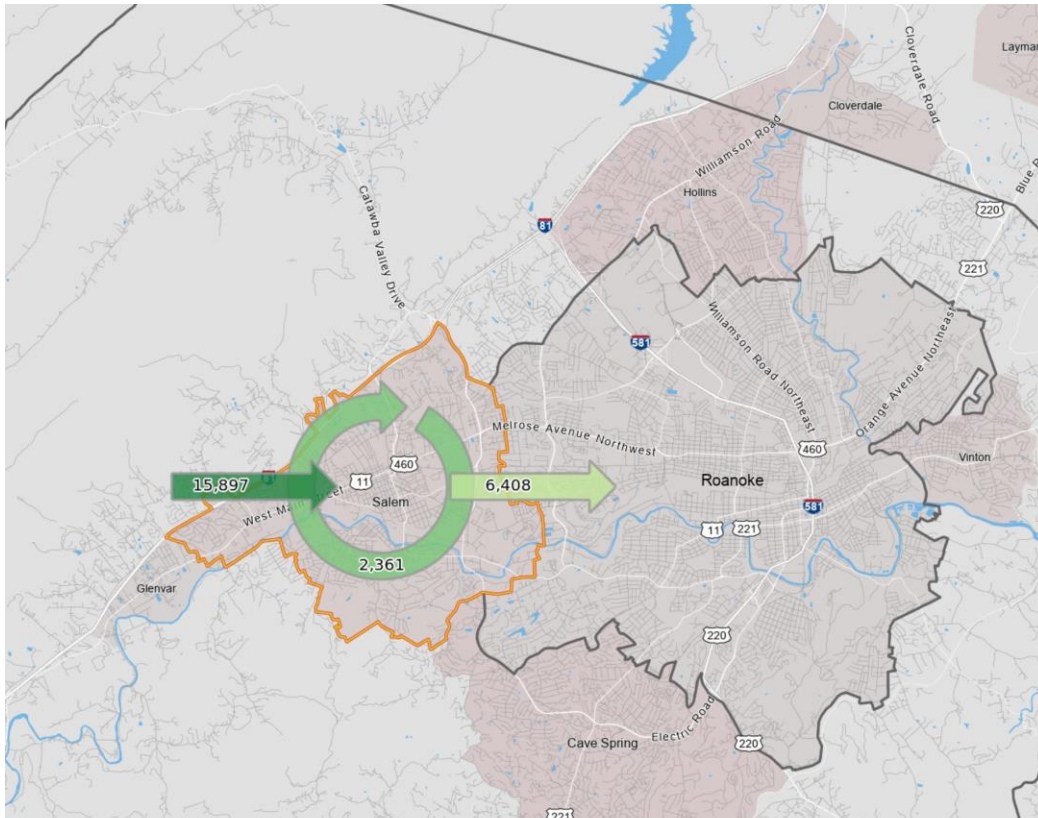 Layman
Cloverdale Road
Cloverdale
Williamson Road
Hollins
Blue
220
81
221
Catawba Valley Drive
581
Williamson Road Northeast
Orange Avenue Northeast
Melrose Avenue Northwest
460
460
Vinton
15,897
11
6,408
Roanoke
Salem
West Main Street
581
11
221
2,361
Glenvar
220
Electric Road
Cave Spring
220